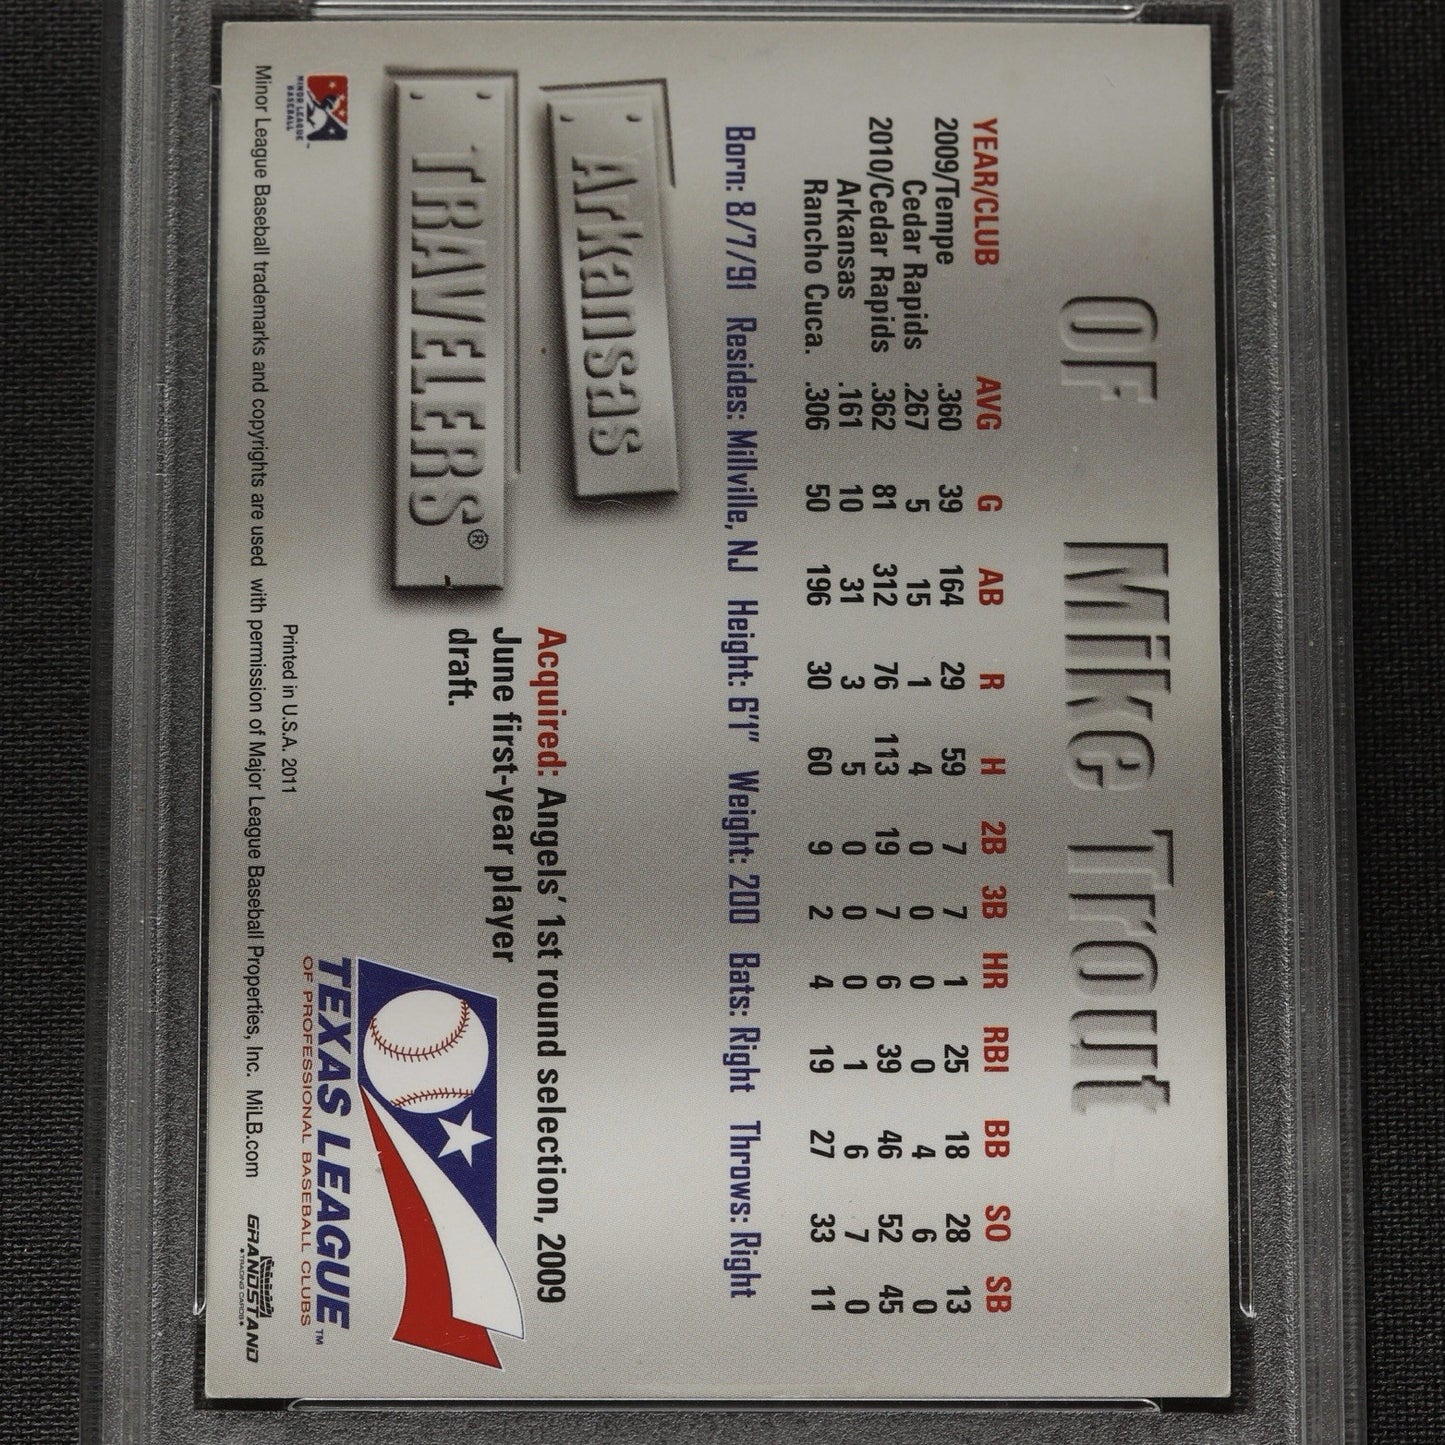 OF Mike Trout
YEAR/CLUB AVG G AB R H 2B 3B HR RBI BB SO SB
2009/Tempe .360 39 164 29 59 7 7 1 25 18 28 13
Cedar Rapids .267 5 15 1 4 0 0 0 0 4 6 0
2010/Cedar Rapids .362 81 312 76 113 19 7 6 39 46 52 45
Arkansas .161 10 31 3 5 0 0 0 1 6 7 0
Rancho Cuca. .306 50 196 30 60 9 2 4 19 27 33 11
Born: 8/7/91 Resides: Millville, NJ Height: 6'1" Weight: 200 Bats: Right Throws: Right
Arkansas
TRAVELERS®
Acquired: Angels' 1st round selection, 2009
June first-year player
draft.
TEXAS LEAGUE™
OF PROFESSIONAL BASEBALL CLUBS
MINOR LEAGUE
BASEBALL™
Printed in U.S.A. 2011
Minor League Baseball trademarks and copyrights are used with permission of Major League Baseball Properties, Inc. MiLB.com
GRANDSTAND
★TRADING CARDS★